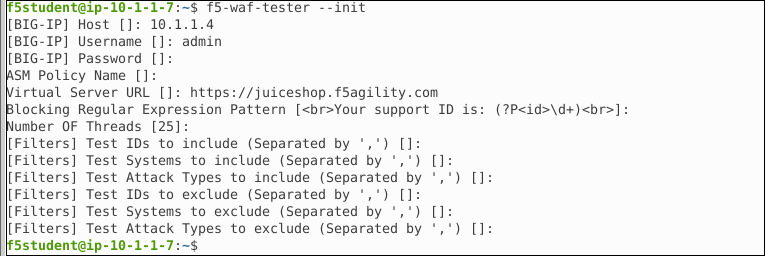 f5student@ip-10-1-1-7:~$ f5-waf-tester --init
[BIG-IP] Host []: 10.1.1.4
[BIG-IP] Username []: admin
[BIG-IP] Password []:
ASM Policy Name []:
Virtual Server URL []: https://juiceshop.f5agility.com
Blocking Regular Expression Pattern [<br>Your support ID is: (?P<id>\d+)<br>]:
Number OF Threads [25]:
[Filters] Test IDs to include (Separated by ',') []:
[Filters] Test Systems to include (Separated by ',') []:
[Filters] Test Attack Types to include (Separated by ',') []:
[Filters] Test IDs to exclude (Separated by ',') []:
[Filters] Test Systems to exclude (Separated by ',') []:
[Filters] Test Attack Types to exclude (Separated by ',') []:
f5student@ip-10-1-1-7:~$